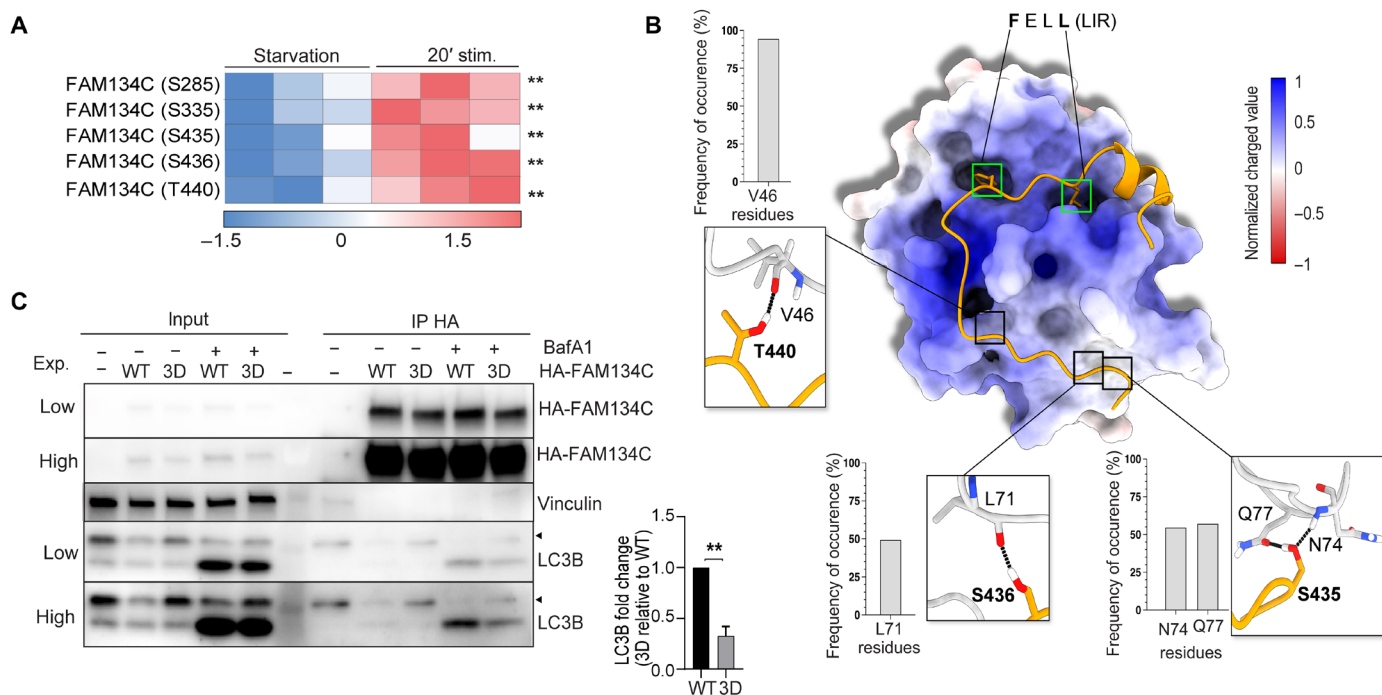 A
Starvation
20′ stim.
FAM134C (S285)
**
FAM134C (S335)
**
FAM134C (S435)
**
FAM134C (S436)
**
FAM134C (T440)
**
–1.5
0
1.5
B
Frequency of occurence (%)
100
75
50
25
0
V46
residues
F E L L (LIR)
Normalized charged value
1
0.5
0
−0.5
−1
V46
T440
Frequency of occurence (%)
100
75
50
25
0
L71
residues
L71
S436
Frequency of occurence (%)
100
75
50
25
0
N74 Q77
residues
Q77
N74
S435
C
Input
IP HA
– – – + + – – – + + BafA1
Exp. – WT 3D WT 3D – – WT 3D WT 3D HA-FAM134C
Low
HA-FAM134C
High
HA-FAM134C
Vinculin
Low
LC3B
High
LC3B
LC3B fold change
(3D relative to WT)
1.5
1.0
0.5
0.0
**
WT 3D